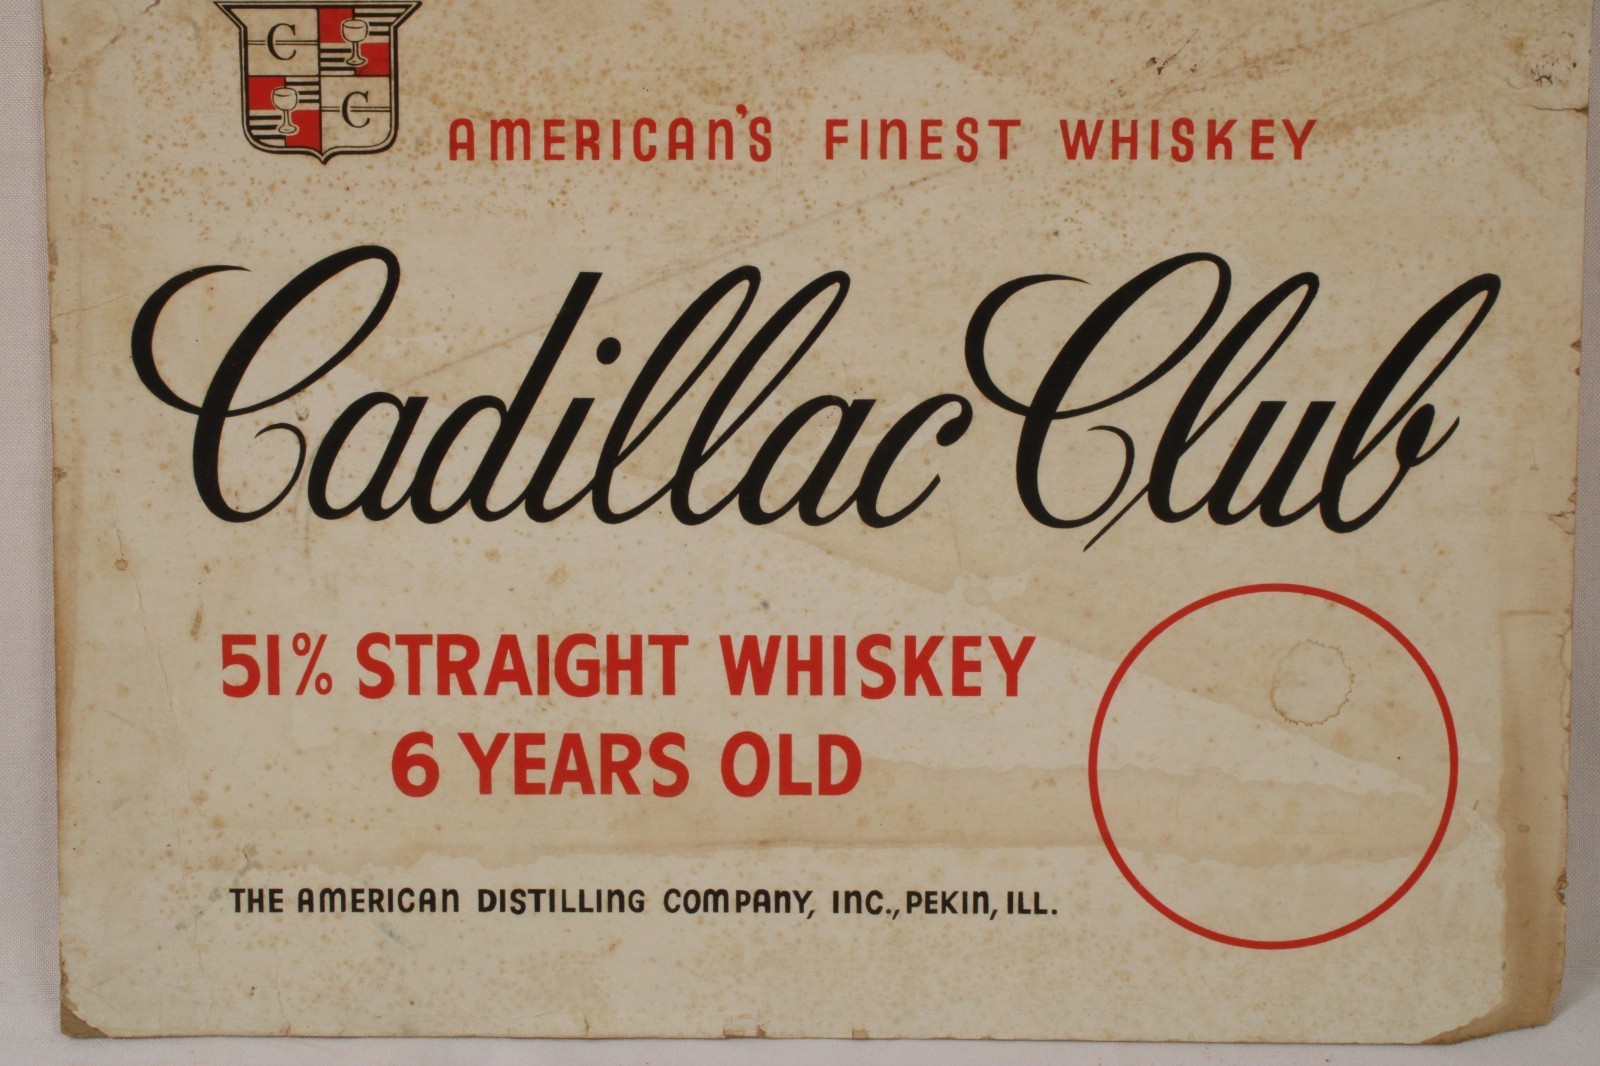 C
C
AMERICAN'S FINEST WHISKEY
Cadillac Club
51% STRAIGHT WHISKEY
6 YEARS OLD
THE AMERICAN DISTILLING COMPANY, INC., PEKIN, ILL.